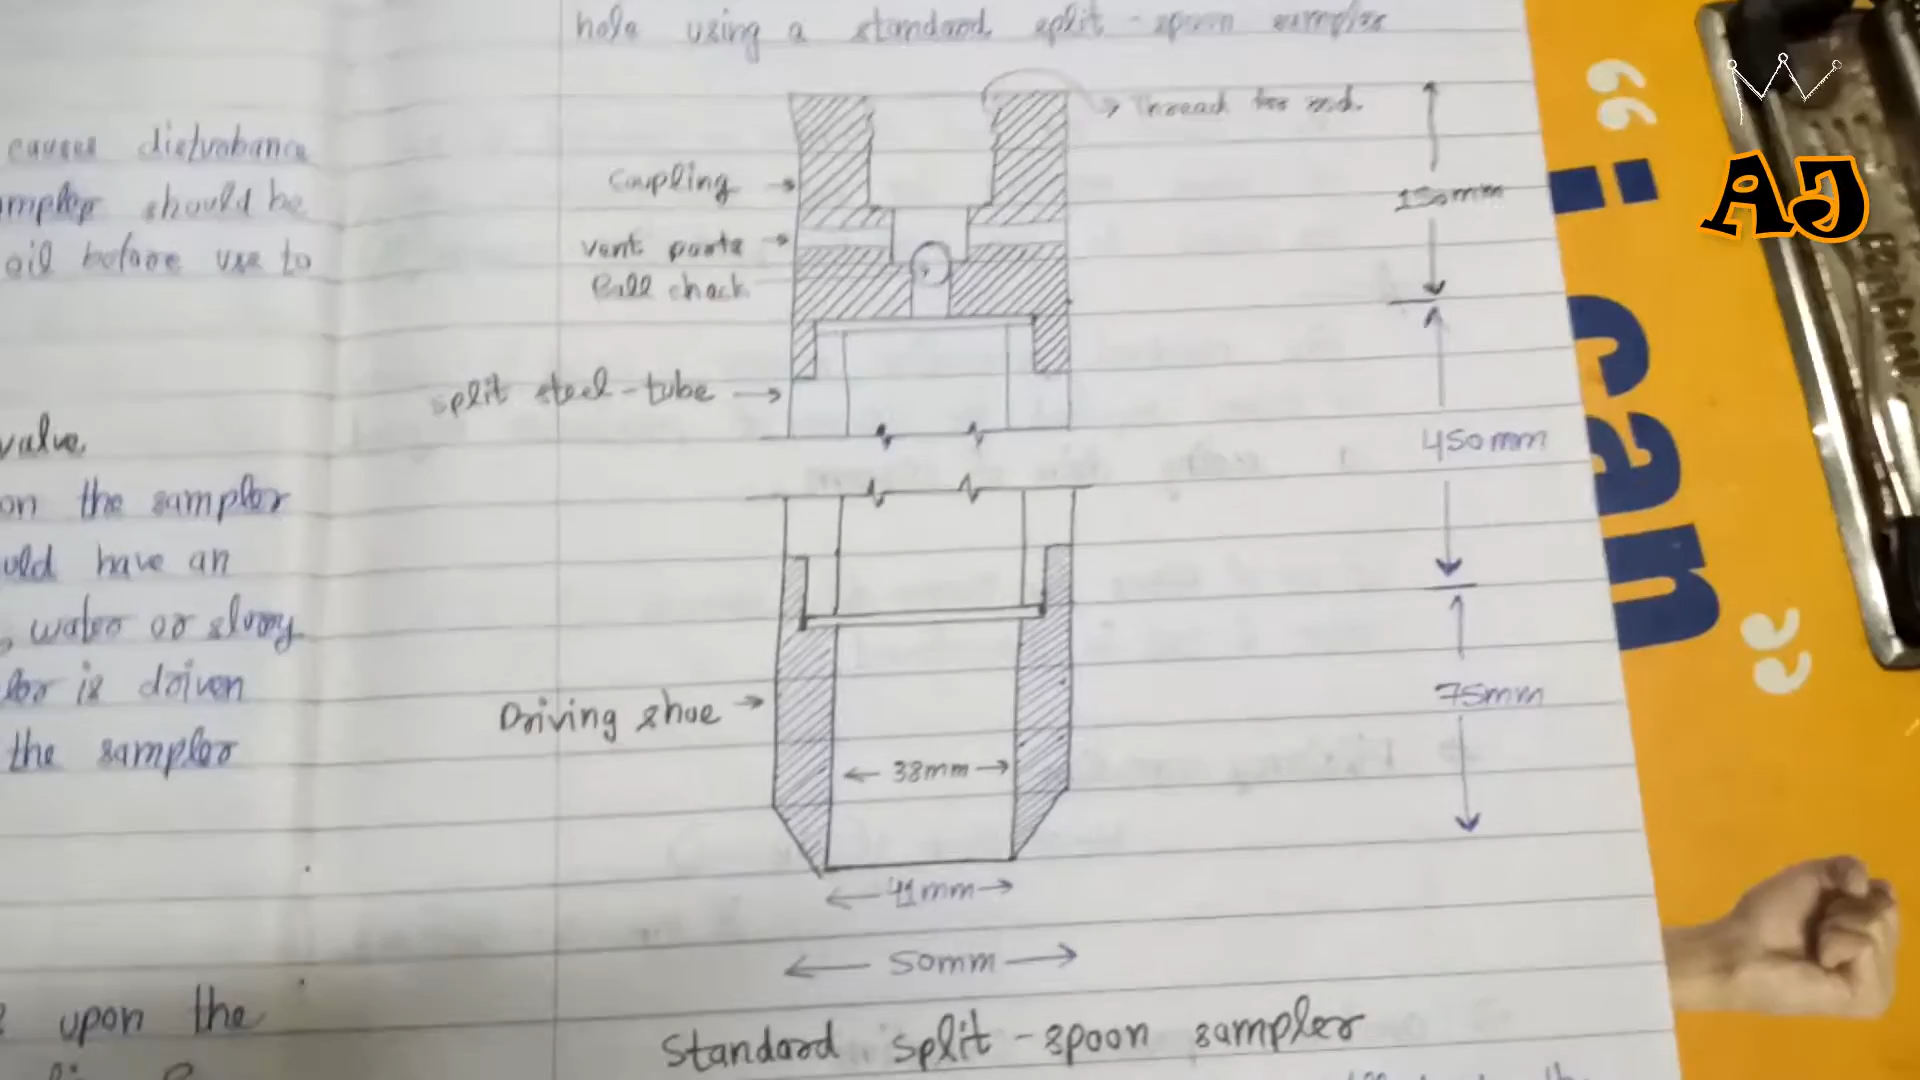 hole using a standard split-spoon sampler
→ Thread for rod.
causes disturbance
should be
oil before use to
value.
on the sampler
have an
water or slurry
is driven
the sampler
upon the
Coupling →
vent ports →
Ball check
split steel-tube →
Driving shoe →
150mm
450mm
75mm
← 38mm →
← 41mm →
← 50mm →
Standard split-spoon sampler
“ i can ”
AJ